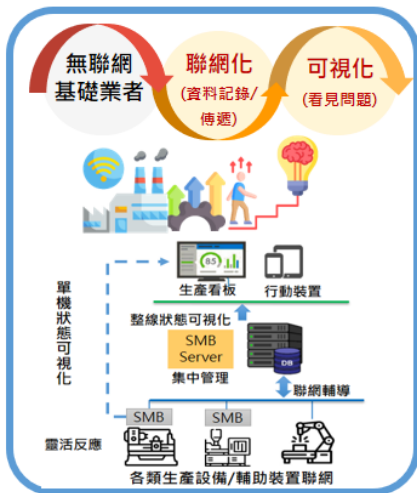 無聯網
基礎業者
聯網化
(資料記錄/
傳遞)
可視化
(看見問題)
8.5
生產看板
行動裝置
單機狀態可視化
整線狀態可視化
SMB
Server
集中管理
DB
聯網輔導
SMB
SMB
靈活反應
各類生產設備/輔助裝置聯網